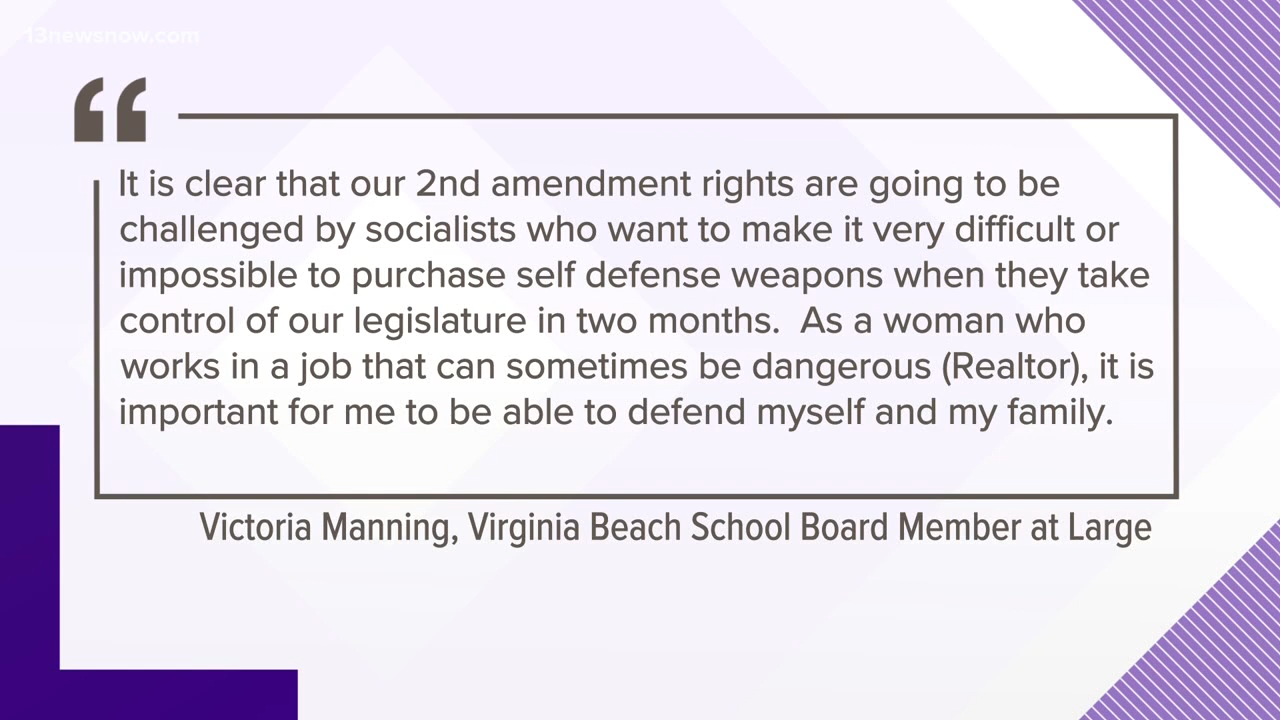 13newsnow.com
“
It is clear that our 2nd amendment rights are going to be
challenged by socialists who want to make it very difficult or
impossible to purchase self defense weapons when they take
control of our legislature in two months.  As a woman who
works in a job that can sometimes be dangerous (Realtor), it is
important for me to be able to defend myself and my family.
Victoria Manning, Virginia Beach School Board Member at Large